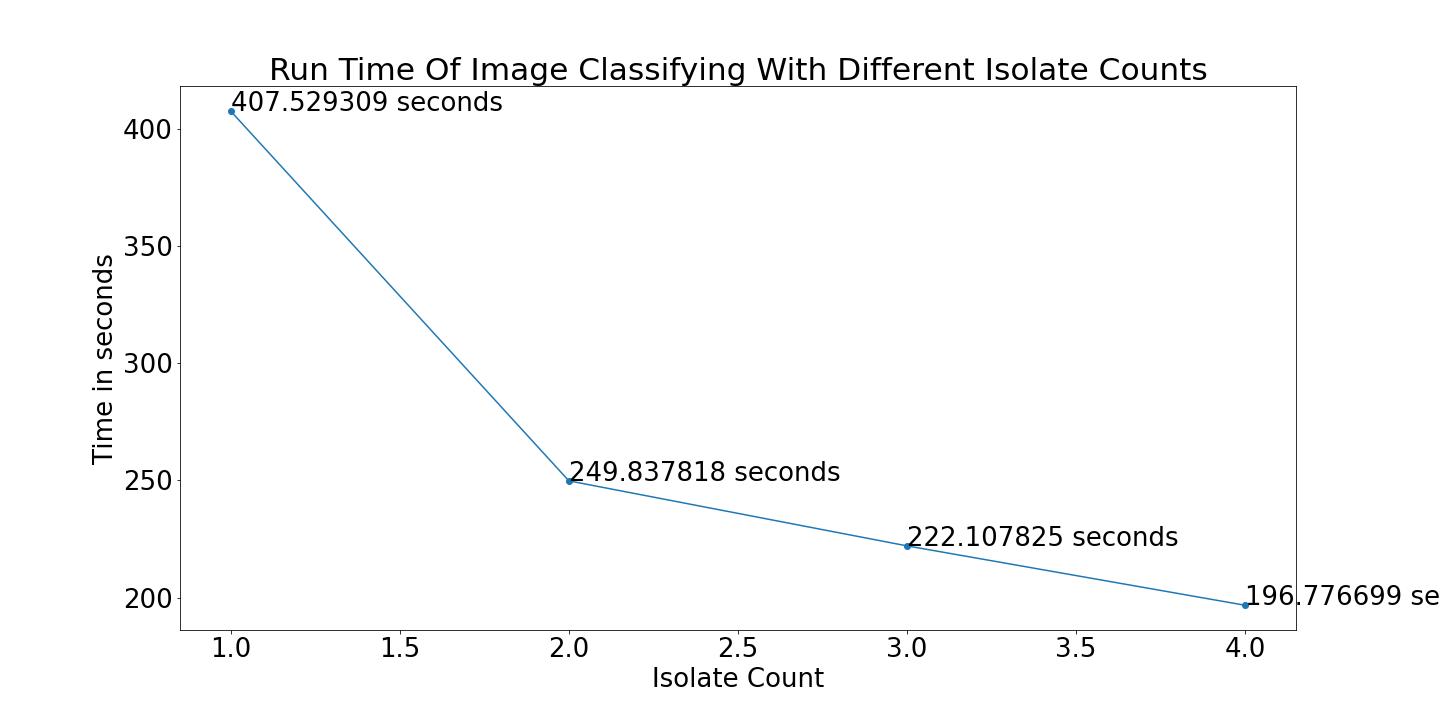 Run Time Of Image Classifying With Different Isolate Counts
407.529309 seconds
400
350
Time in seconds
300
249.837818 seconds
250
222.107825 seconds
196.776699 se
200
1.0 1.5 2.0 2.5 3.0 3.5 4.0
Isolate Count